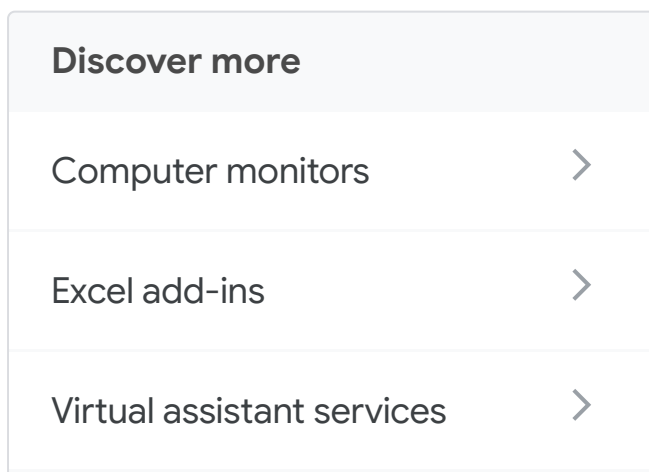 Discover more
Computer monitors
Excel add-ins
Virtual assistant services